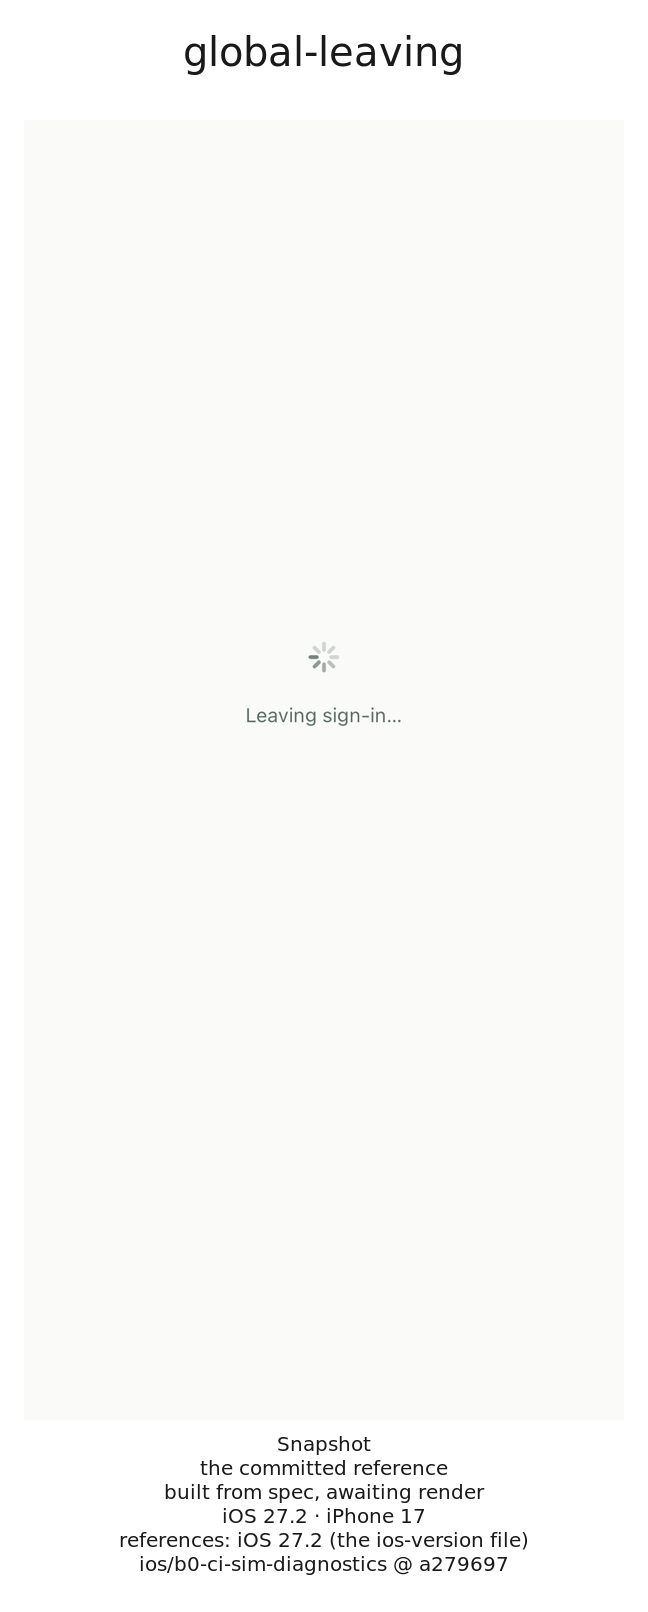 global-leaving
Leaving sign-in…
Snapshot
the committed reference
built from spec, awaiting render
iOS 27.2 · iPhone 17
references: iOS 27.2 (the ios-version file)
ios/b0-ci-sim-diagnostics @ a279697